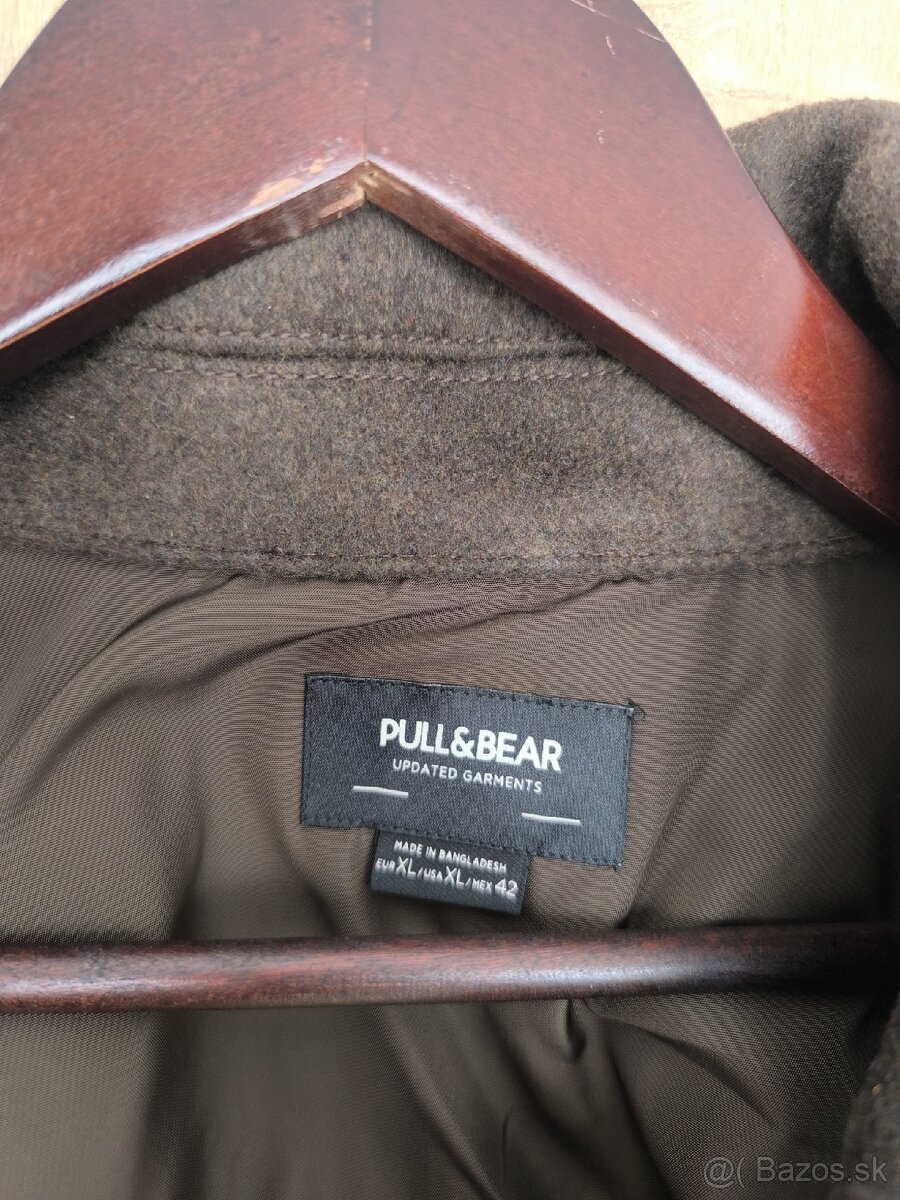 PULL&BEAR
UPDATED GARMENTS
MADE IN BANGLADESH
EUR XL/USA XL/MEX 42
@( Bazos.sk